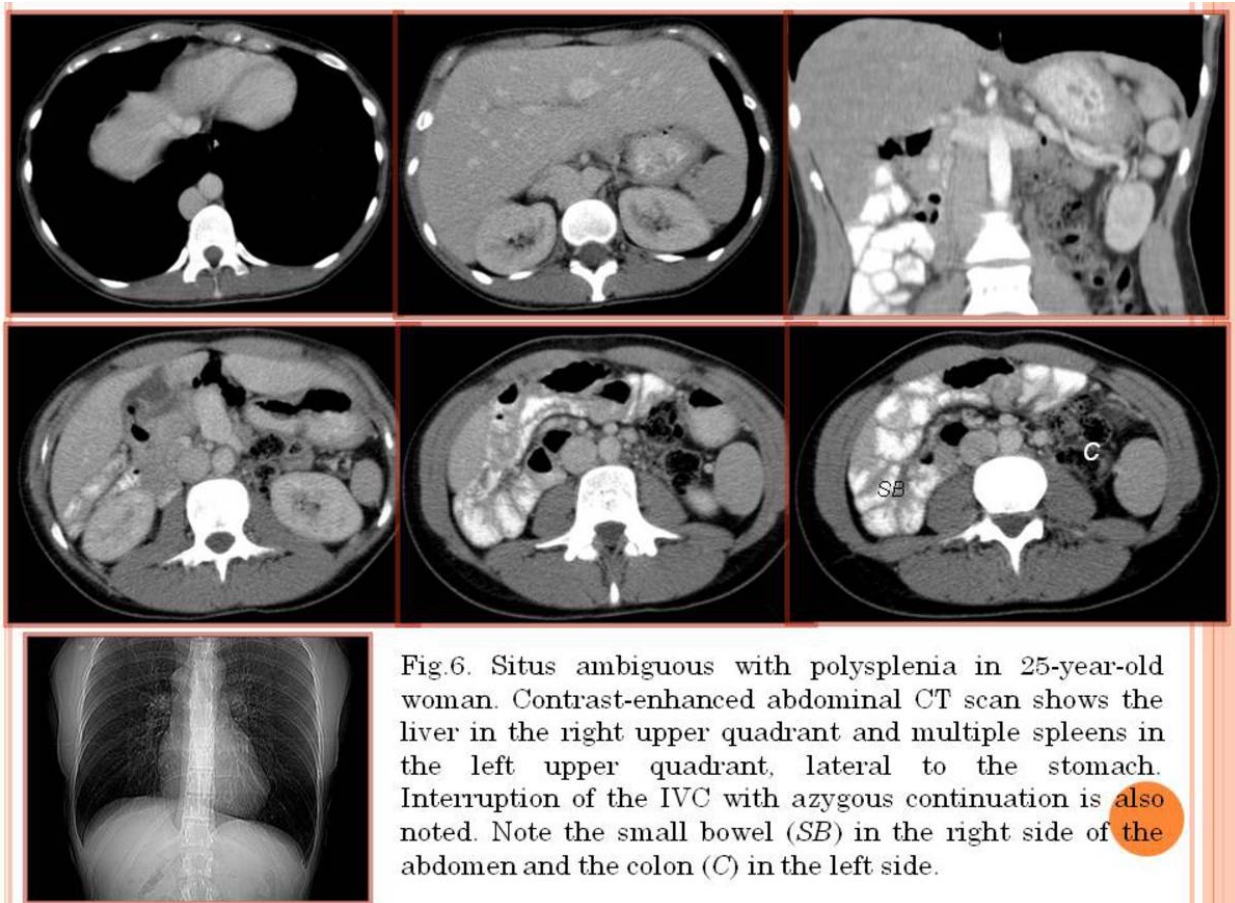 SB
C
Fig.6. Situs ambiguous with polysplenia in 25-year-old
woman. Contrast-enhanced abdominal CT scan shows the
liver in the right upper quadrant and multiple spleens in
the left upper quadrant, lateral to the stomach.
Interruption of the IVC with azygous continuation is also
noted. Note the small bowel (SB) in the right side of the
abdomen and the colon (C) in the left side.